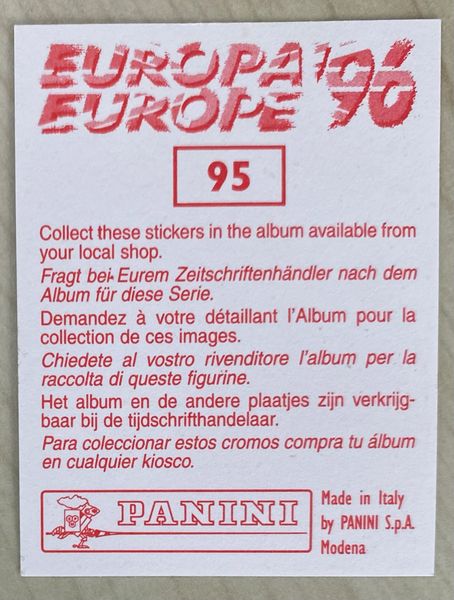 EUROPA '96
EUROPE '96
95
Collect these stickers in the album available from
your local shop.
Fragt bei Eurem Zeitschriftenhändler nach dem
Album für diese Serie.
Demandez à votre détaillant l'Album pour la
collection de ces images.
Chiedete al vostro rivenditore l'album per la
raccolta di queste figurine.
Het album en de andere plaatjes zijn verkrijg-
baar bij de tijdschrifthandelaar.
Para coleccionar estos cromos compra tu álbum
en cualquier kiosco.
PANINI
Made in Italy
by PANINI S.p.A.
Modena